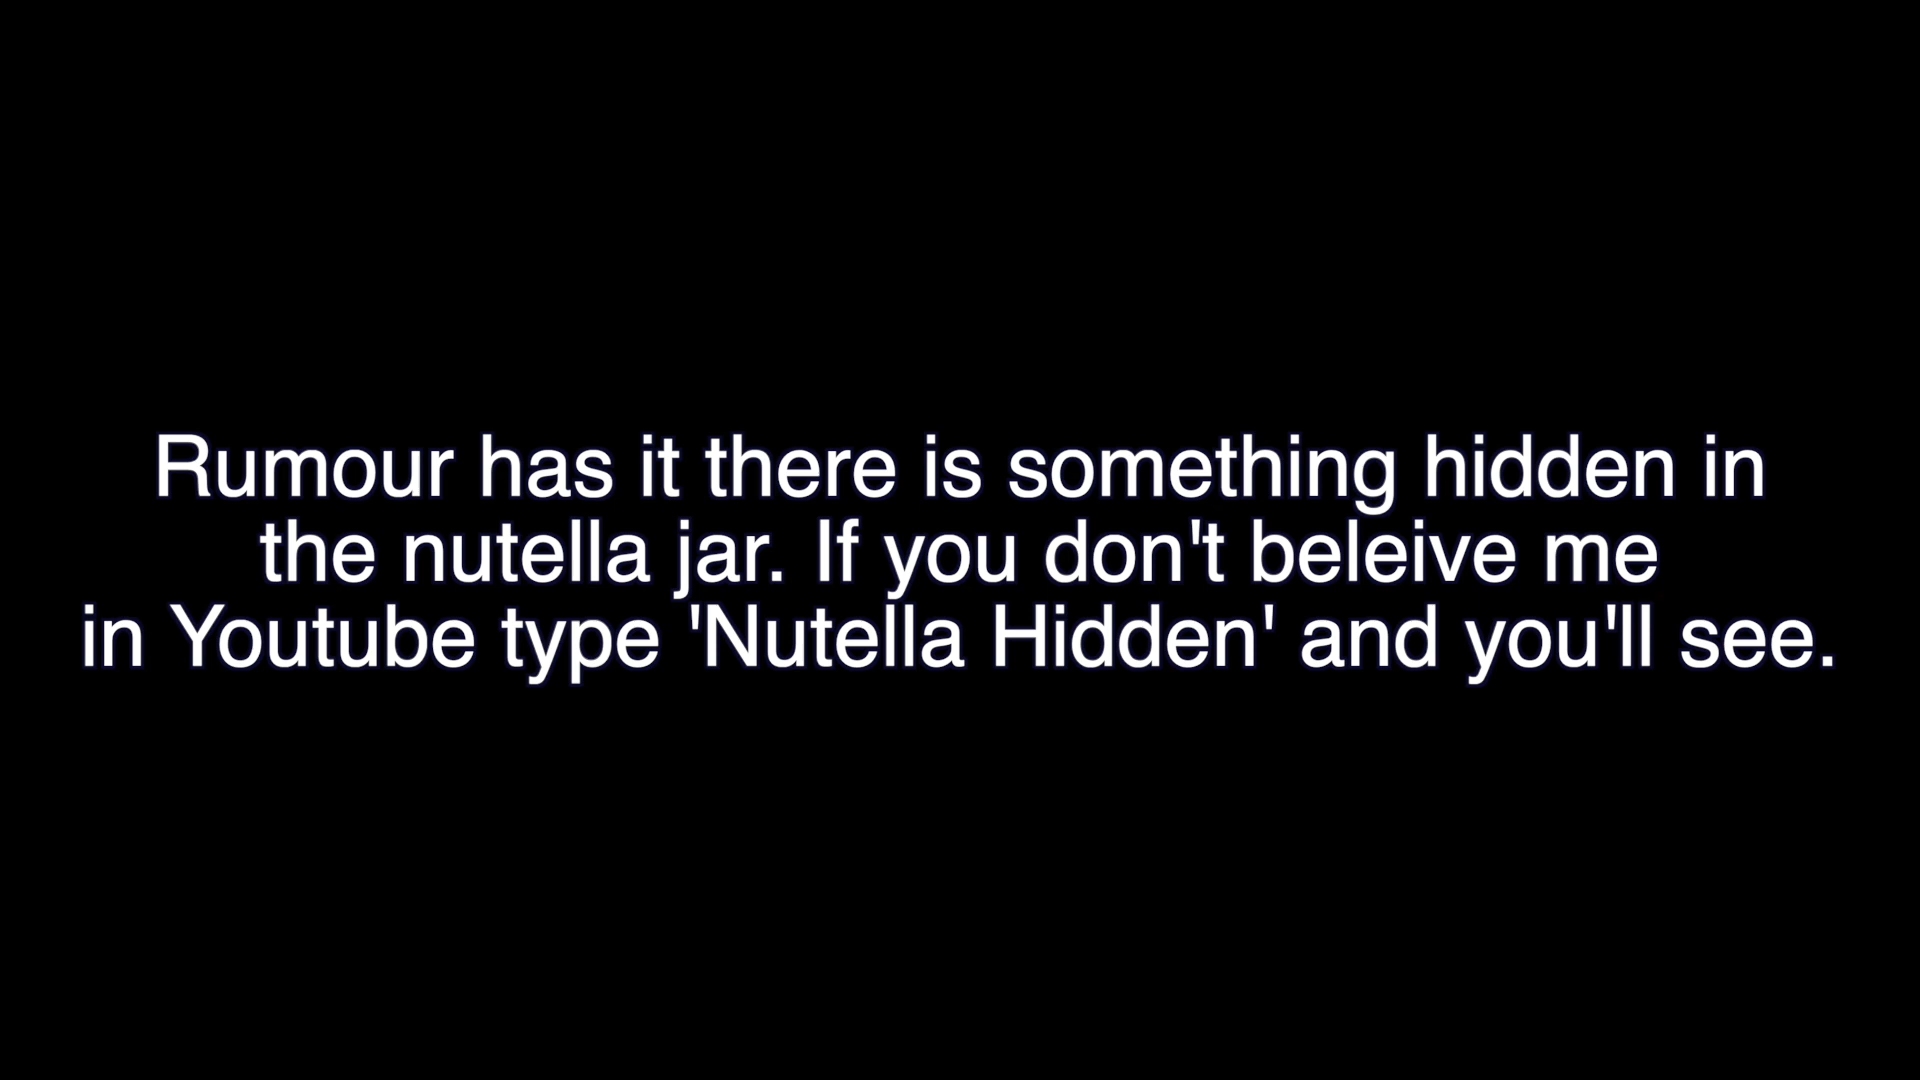 Rumour has it there is something hidden in
the nutella jar. If you don't beleive me
in Youtube type 'Nutella Hidden' and you'll see.